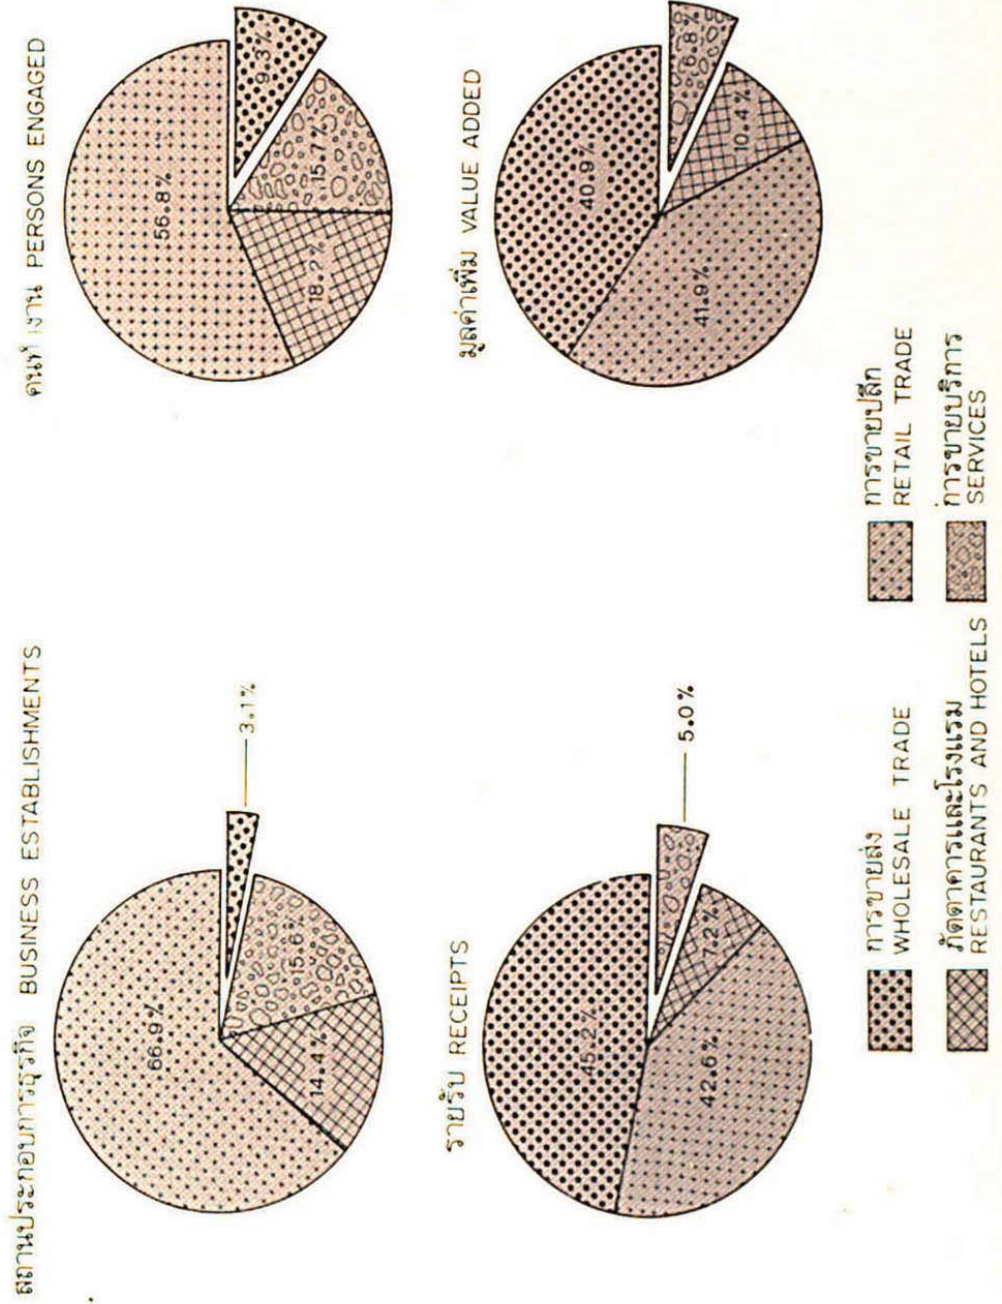 สถานประกอบการธุรกิจ BUSINESS ESTABLISHMENTS
66.9%
3.1%
15.6%
14.4%
คนทำงาน PERSONS ENGAGED
56.8%
9.3%
15.7%
18.2%
รายรับ RECEIPTS
45.2%
5.0%
7.2%
42.6%
มูลค่าเพิ่ม VALUE ADDED
40.9%
6.8%
10.4%
41.9%
การขายส่ง
WHOLESALE TRADE
การขายปลีก
RETAIL TRADE
ภัตตาคารและโรงแรม
RESTAURANTS AND HOTELS
การขายบริการ
SERVICES